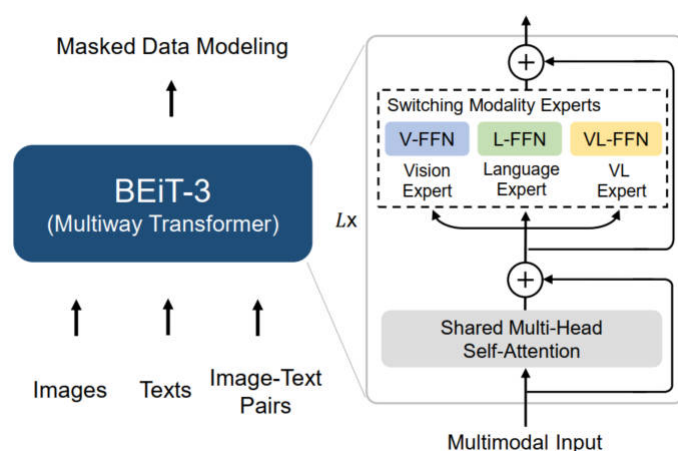 Masked Data Modeling
BEiT-3
(Multiway Transformer)
Images
Texts
Image-Text
Pairs
Lx
Switching Modality Experts
V-FFN
L-FFN
VL-FFN
Vision
Expert
Language
Expert
VL
Expert
Shared Multi-Head
Self-Attention
Multimodal Input